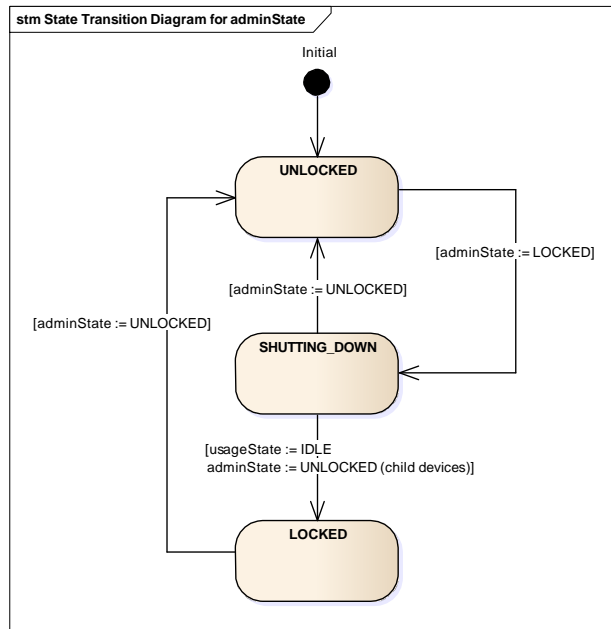 stm State Transition Diagram for adminState
Initial
UNLOCKED
[adminState := LOCKED]
[adminState := UNLOCKED]
[adminState := UNLOCKED]
SHUTTING_DOWN
[usageState := IDLE
adminState := UNLOCKED (child devices)]
LOCKED